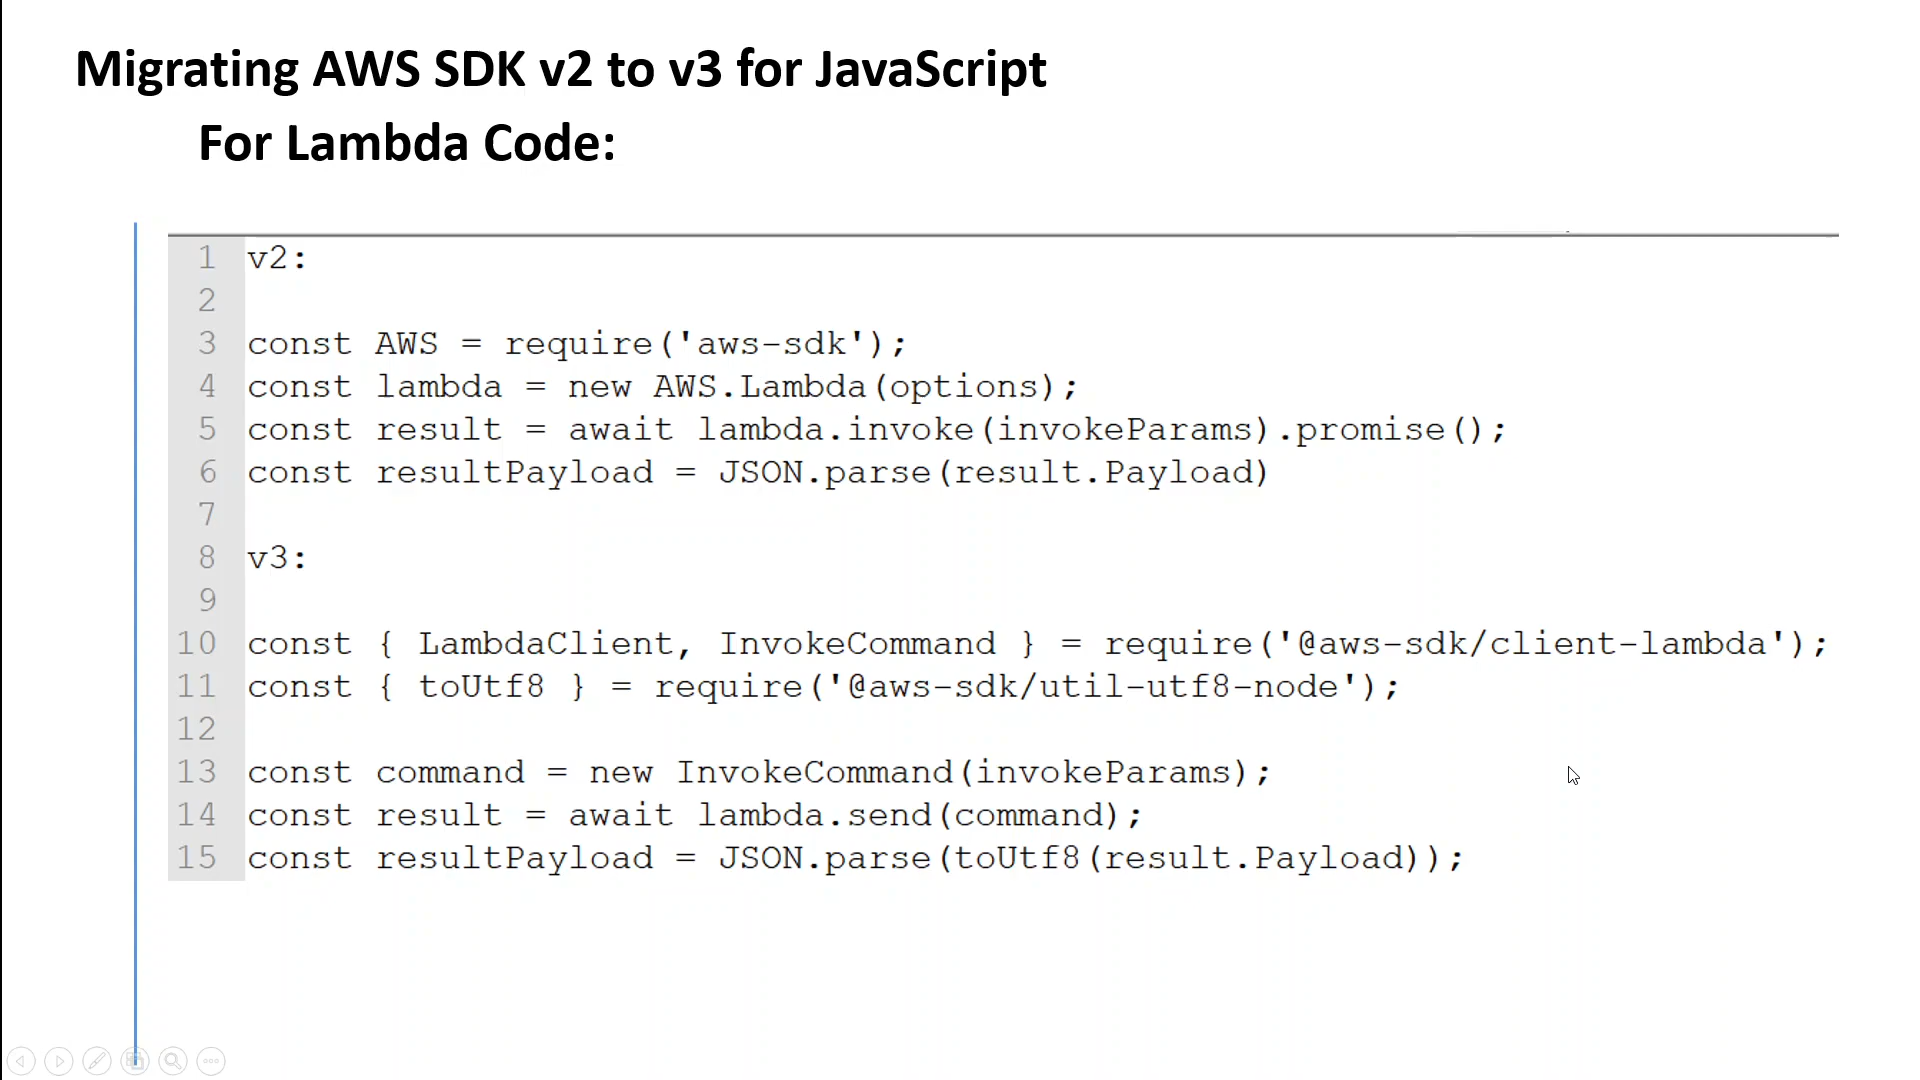 Migrating AWS SDK v2 to v3 for JavaScript
For Lambda Code:
1 v2:
2
3 const AWS = require('aws-sdk');
4 const lambda = new AWS.Lambda(options);
5 const result = await lambda.invoke(invokeParams).promise();
6 const resultPayload = JSON.parse(result.Payload)
7
8 v3:
9
10 const { LambdaClient, InvokeCommand } = require('@aws-sdk/client-lambda');
11 const { toUtf8 } = require('@aws-sdk/util-utf8-node');
12
13 const command = new InvokeCommand(invokeParams);
14 const result = await lambda.send(command);
15 const resultPayload = JSON.parse(toUtf8(result.Payload));